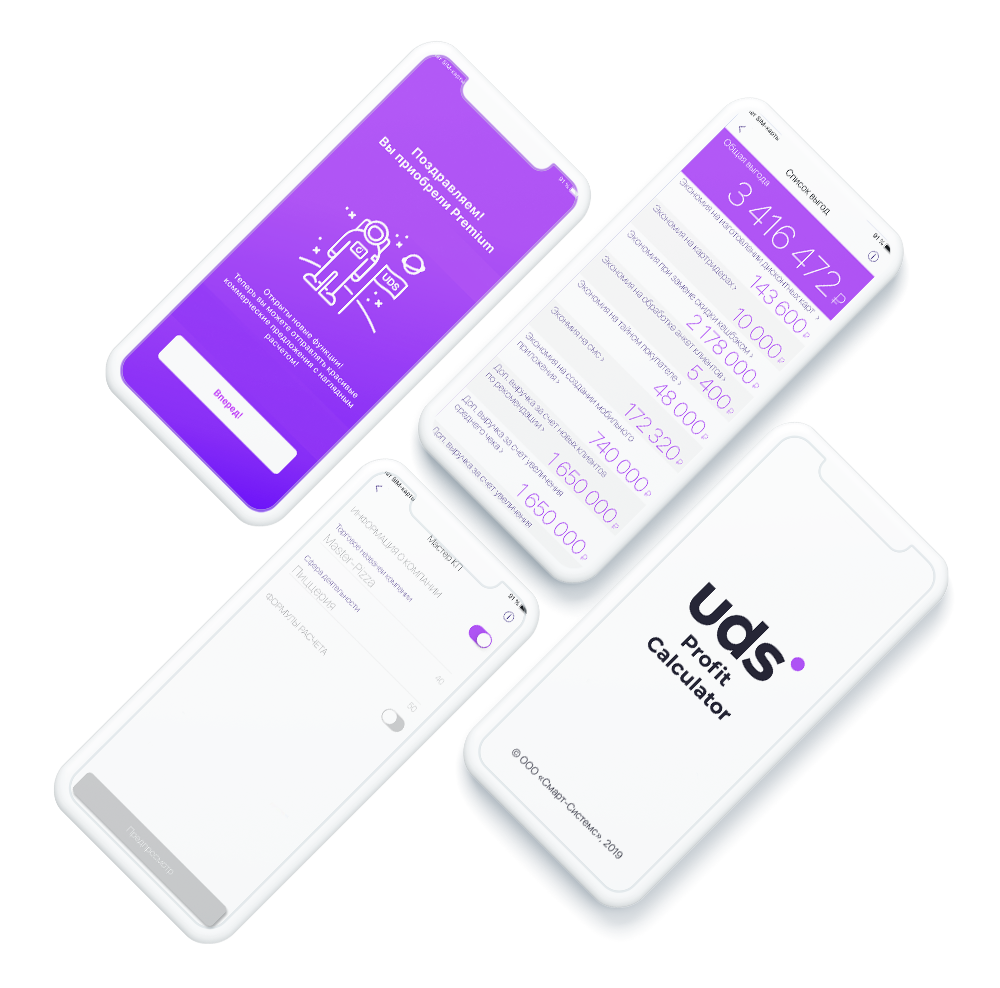 нет SIM-карты
91 %
Поздравляем!
Вы приобрели Premium
UDS
Открыты новые функции!
Теперь вы можете отправлять красивые
коммерческие предложения с наглядным
расчетом!
Вперед!
нет SIM-карты
91 %
Список выгод
Общая выгода
3 416 472 ₽
Экономия на изготовлении дисконтных карт ›
143 600 ₽
Экономия на картридерах ›
10 000 ₽
Экономия при замене скидки кэшбэком ›
2 178 000 ₽
Экономия на обработке анкет клиентов ›
5 400 ₽
Экономия на тайном покупателе ›
48 000 ₽
Экономия на смс ›
172 320 ₽
Экономия на создании мобильного
приложения ›
740 000 ₽
Доп. выручка за счет новых клиентов
по рекомендации ›
1 650 000 ₽
Доп. выручка за счет увеличения
среднего чека ›
1 650 000 ₽
Доп. выручка за счет увеличения
нет SIM-карты
91 %
Мастер КП
ИНФОРМАЦИЯ О КОМПАНИИ
Торговое название компании
Master-Pizza
40
Сфера деятельности
Пиццерия
50
ФОРМУЛЫ РАСЧЕТА
Предпросмотр
uds
Profit
Calculator
© ООО «Смарт-Системс», 2019